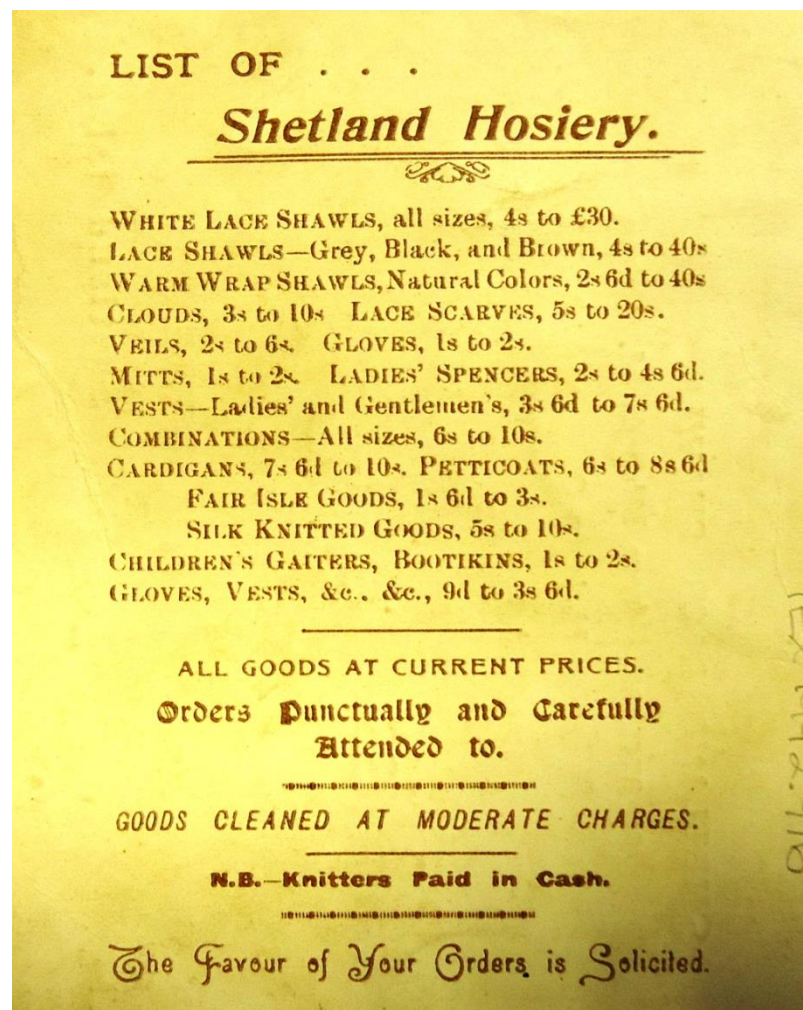 LIST OF . . .
Shetland Hosiery.
WHITE LACE SHAWLS, all sizes, 4s to £30.
LACE SHAWLS—Grey, Black, and Brown, 4s to 40s
WARM WRAP SHAWLS, Natural Colors, 2s 6d to 40s
CLOUDS, 3s to 10s LACE SCARVES, 5s to 20s.
VEILS, 2s to 6s. GLOVES, 1s to 2s.
MITTS, 1s to 2s. LADIES' SPENCERS, 2s to 4s 6d.
VESTS—Ladies' and Gentlemen's, 3s 6d to 7s 6d.
COMBINATIONS—All sizes, 6s to 10s.
CARDIGANS, 7s 6d to 10s. PETTICOATS, 6s to 8s 6d
FAIR ISLE GOODS, 1s 6d to 3s.
SILK KNITTED GOODS, 5s to 10s.
CHILDREN'S GAITERS, BOOTIKINS, 1s to 2s.
GLOVES, VESTS, &c., &c., 9d to 3s 6d.
ALL GOODS AT CURRENT PRICES.
Orders Punctually and Carefully
Attended to.
GOODS CLEANED AT MODERATE CHARGES.
N.B.—Knitters Paid in Cash.
The Favour of Your Orders is Solicited.